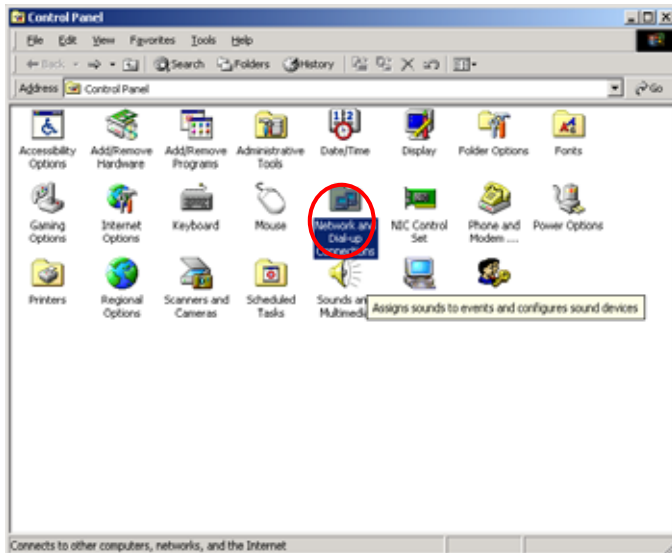 Control Panel
File Edit View Favorites Tools Help
Back Search Folders History
Address Control Panel Go
Accessibility Options
Add/Remove Hardware
Add/Remove Programs
Administrative Tools
Date/Time
Display
Folder Options
Fonts
Gaming Options
Internet Options
Keyboard
Mouse
Network and Dial-up Connections
NIC Control Set
Phone and Modem ....
Power Options
Printers
Regional Options
Scanners and Cameras
Scheduled Tasks
Sounds an
Multimedi
Assigns sounds to events and configures sound devices
Connects to other computers, networks, and the Internet